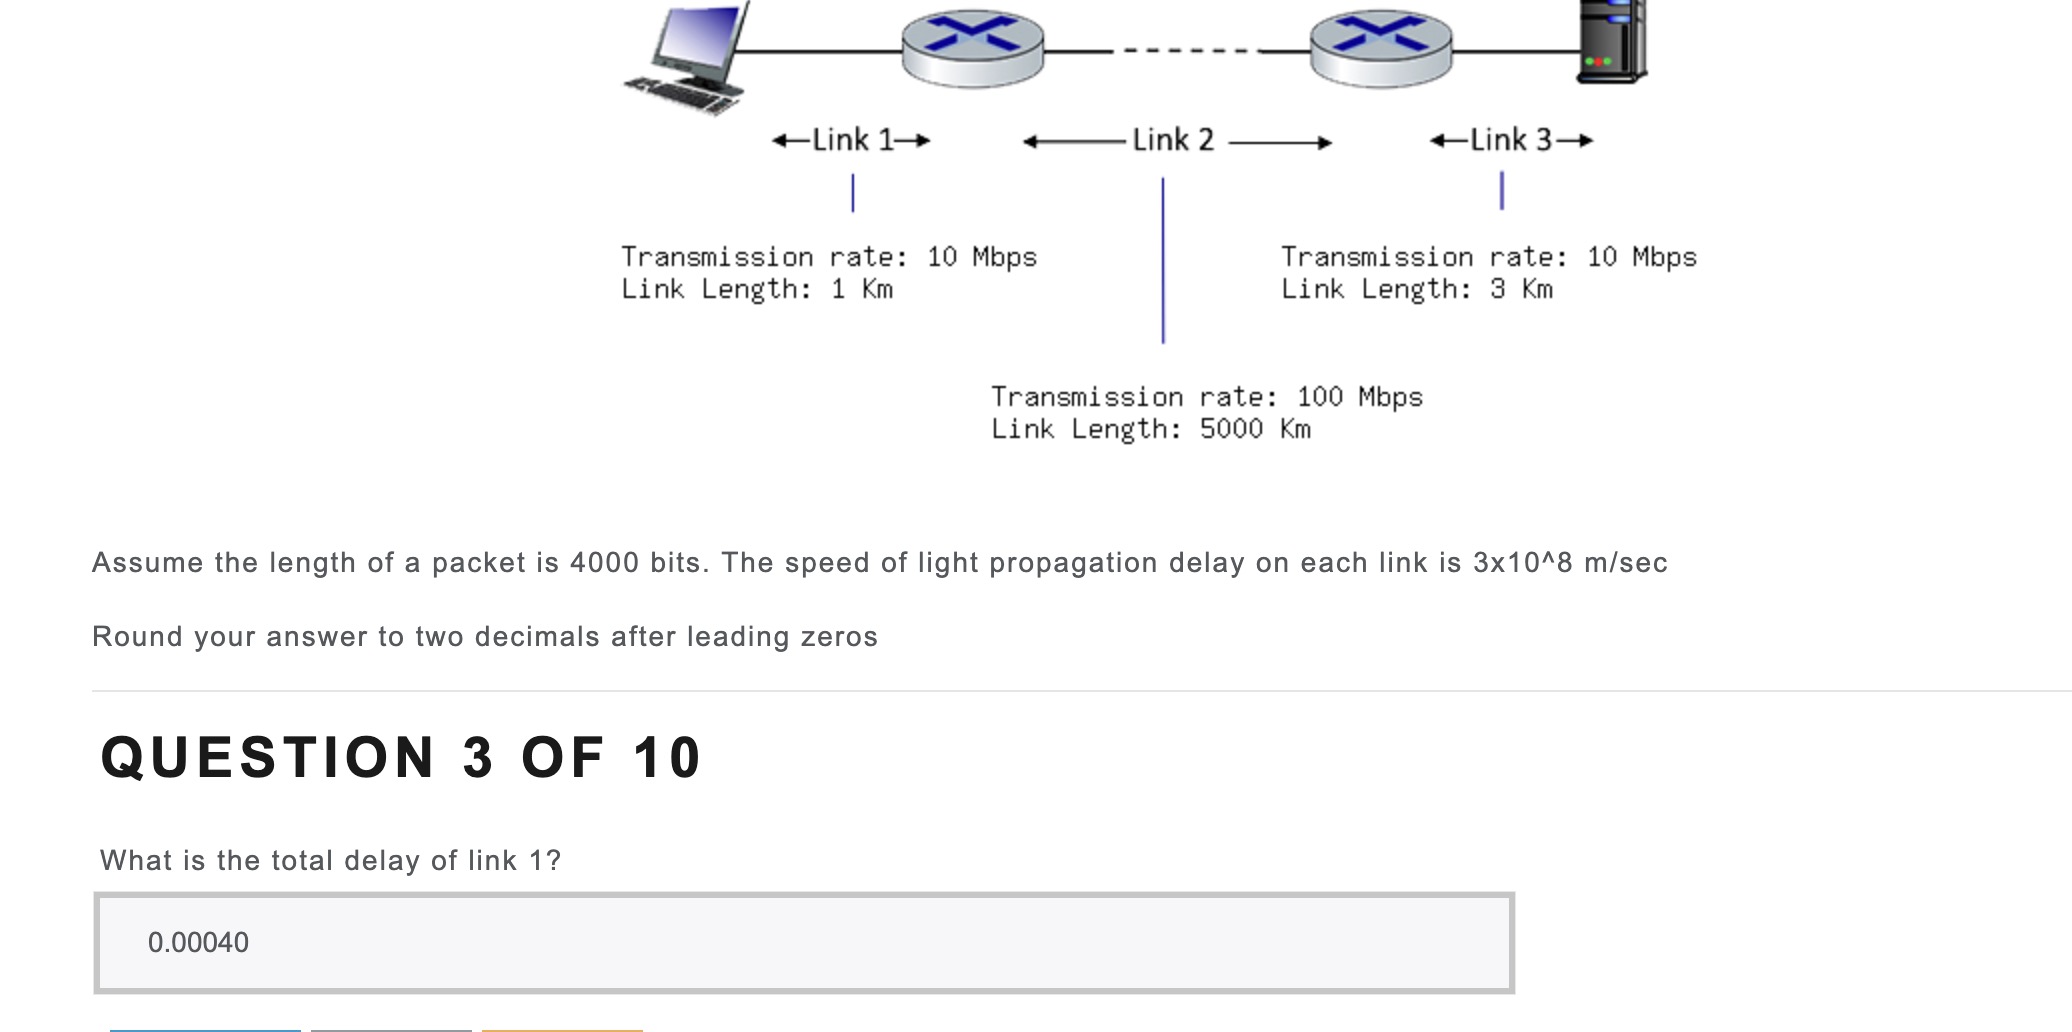 Link 1 Link 2 Link 3
Transmission rate: 10 Mbps Transmission rate: 10 Mbps
Link Length: 1 Km Link Length: 3 Km
Transmission rate: 100 Mbps
Link Length: 5000 Km
Assume the length of a packet is 4000 bits. The speed of light propagation delay on each link is 3x10^8 m/sec
Round your answer to two decimals after leading zeros
QUESTION 3 OF 10
What is the total delay of link 1?
0.00040